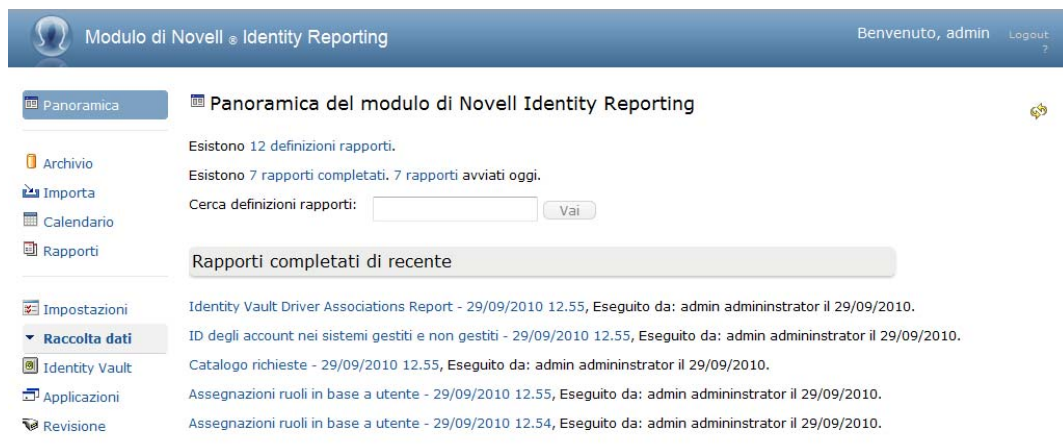 Modulo di Novell ® Identity Reporting
Benvenuto, admin Logout
?
Panoramica
Archivio
Importa
Calendario
Rapporti
Impostazioni
Raccolta dati
Identity Vault
Applicazioni
Revisione
Panoramica del modulo di Novell Identity Reporting
Esistono 12 definizioni rapporti.
Esistono 7 rapporti completati. 7 rapporti avviati oggi.
Cerca definizioni rapporti: Vai
Rapporti completati di recente
Identity Vault Driver Associations Report - 29/09/2010 12.55, Eseguito da: admin admininstrator il 29/09/2010.
ID degli account nei sistemi gestiti e non gestiti - 29/09/2010 12.55, Eseguito da: admin admininstrator il 29/09/2010.
Catalogo richieste - 29/09/2010 12.55, Eseguito da: admin admininstrator il 29/09/2010.
Assegnazioni ruoli in base a utente - 29/09/2010 12.55, Eseguito da: admin admininstrator il 29/09/2010.
Assegnazioni ruoli in base a utente - 29/09/2010 12.54, Eseguito da: admin admininstrator il 29/09/2010.